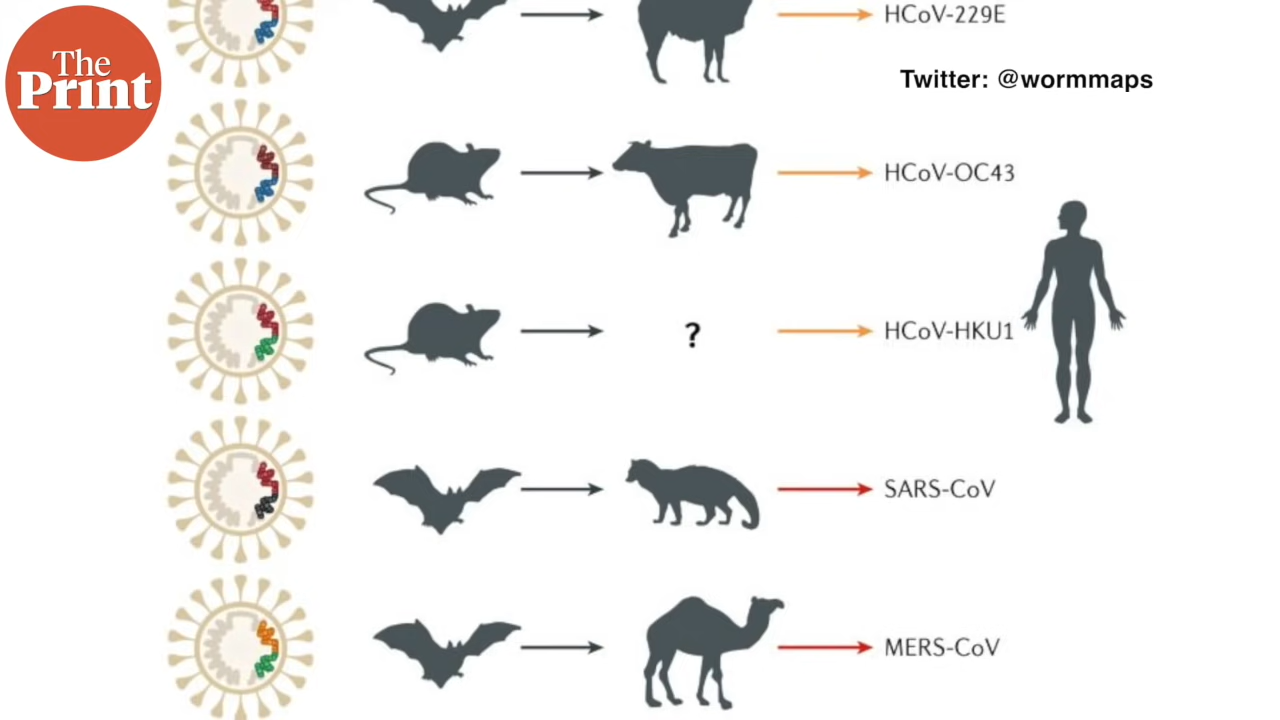 The
Print
HCoV-229E
Twitter: @wormmaps
HCoV-OC43
?
HCoV-HKU1
SARS-CoV
MERS-CoV